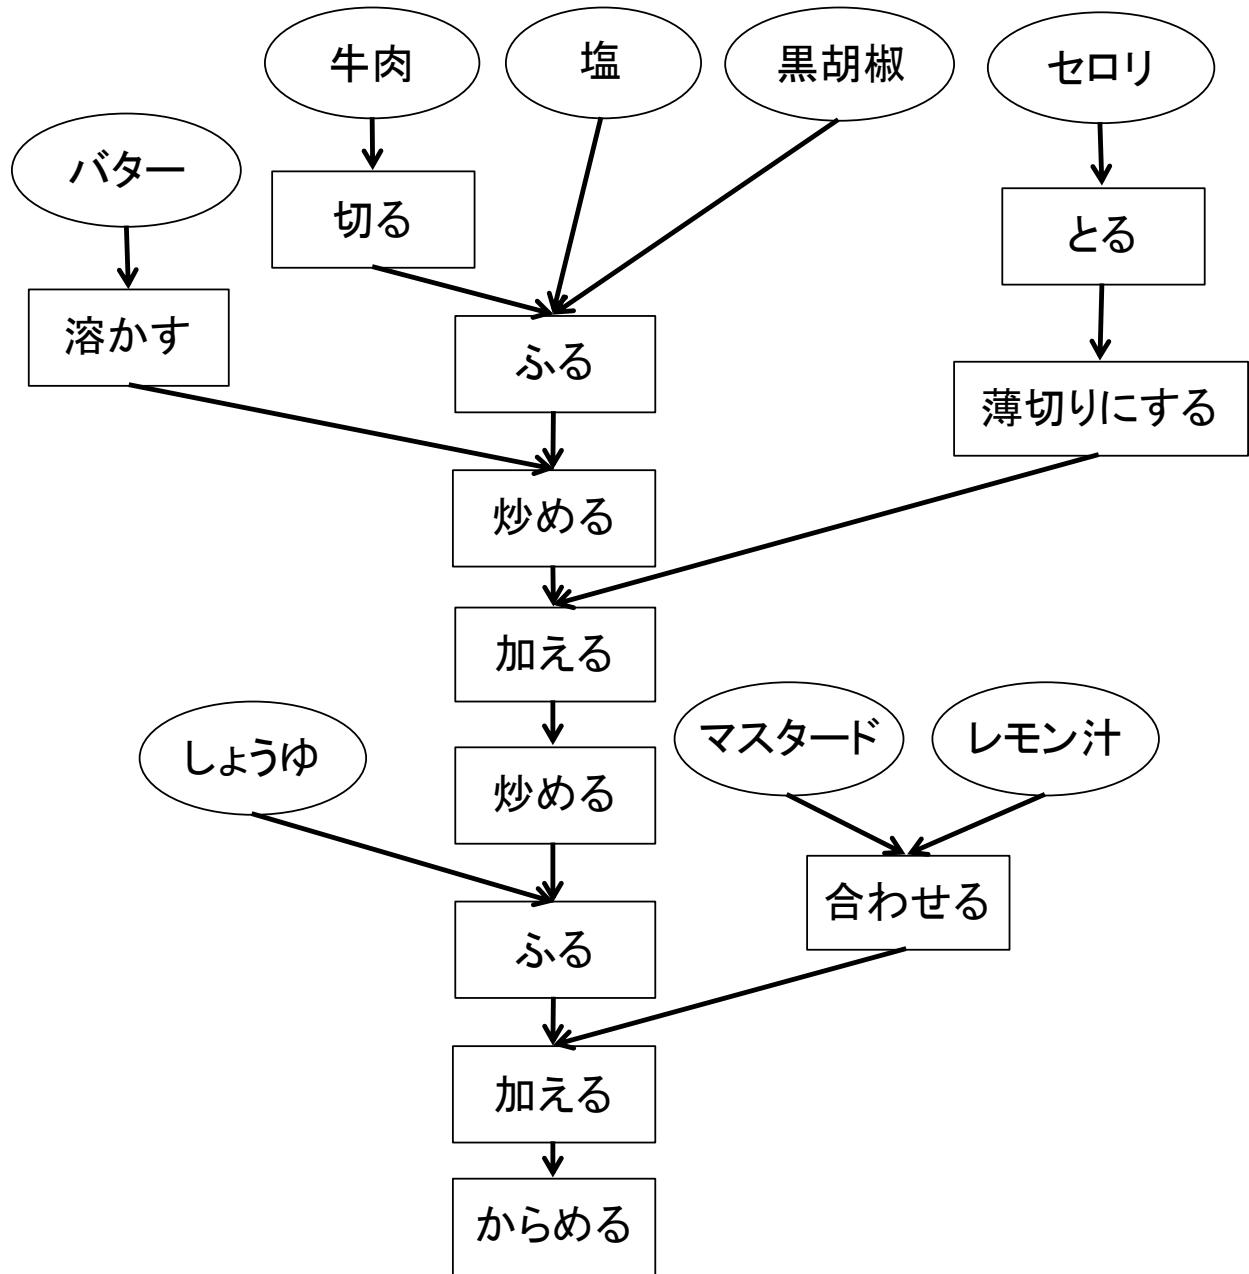 牛肉
塩
黒胡椒
セロリ
バター
切る
とる
溶かす
ふる
薄切りにする
炒める
加える
しょうゆ
マスタード
レモン汁
炒める
合わせる
ふる
加える
からめる